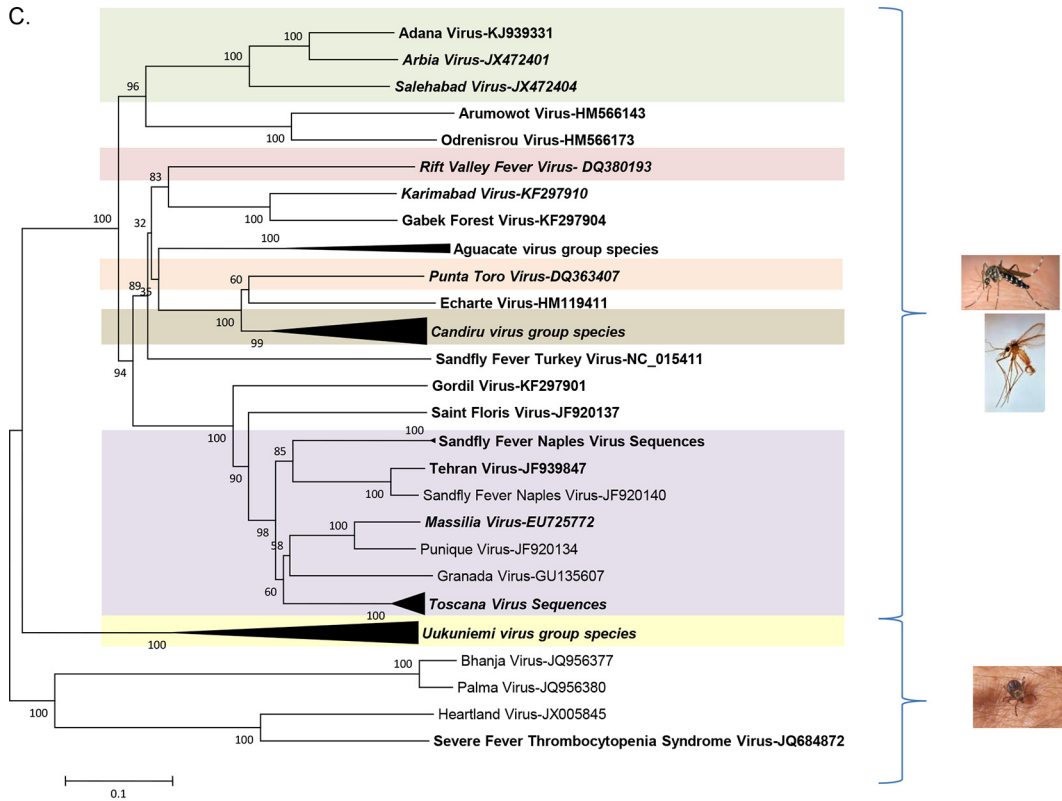 C.
Adana Virus-KJ939331
100
100
Arbia Virus-JX472401
96
Salehabad Virus-JX472404
Arumowot Virus-HM566143
100
Odrenisrou Virus-HM566173
Rift Valley Fever Virus- DQ380193
83
Karimabad Virus-KF297910
100
100
32
Gabek Forest Virus-KF297904
100
Aguacate virus group species
60
Punta Toro Virus-DQ363407
89
35
Echarte Virus-HM119411
100
Candiru virus group species
99
Sandfly Fever Turkey Virus-NC_015411
94
Gordil Virus-KF297901
Saint Floris Virus-JF920137
100
100
Sandfly Fever Naples Virus Sequences
85
Tehran Virus-JF939847
90
100
Sandfly Fever Naples Virus-JF920140
98
100
Massilia Virus-EU725772
58
Punique Virus-JF920134
Granada Virus-GU135607
60
Toscana Virus Sequences
100
Uukuniemi virus group species
100
100
Bhanja Virus-JQ956377
Palma Virus-JQ956380
100
Heartland Virus-JX005845
100
Severe Fever Thrombocytopenia Syndrome Virus-JQ684872
0.1